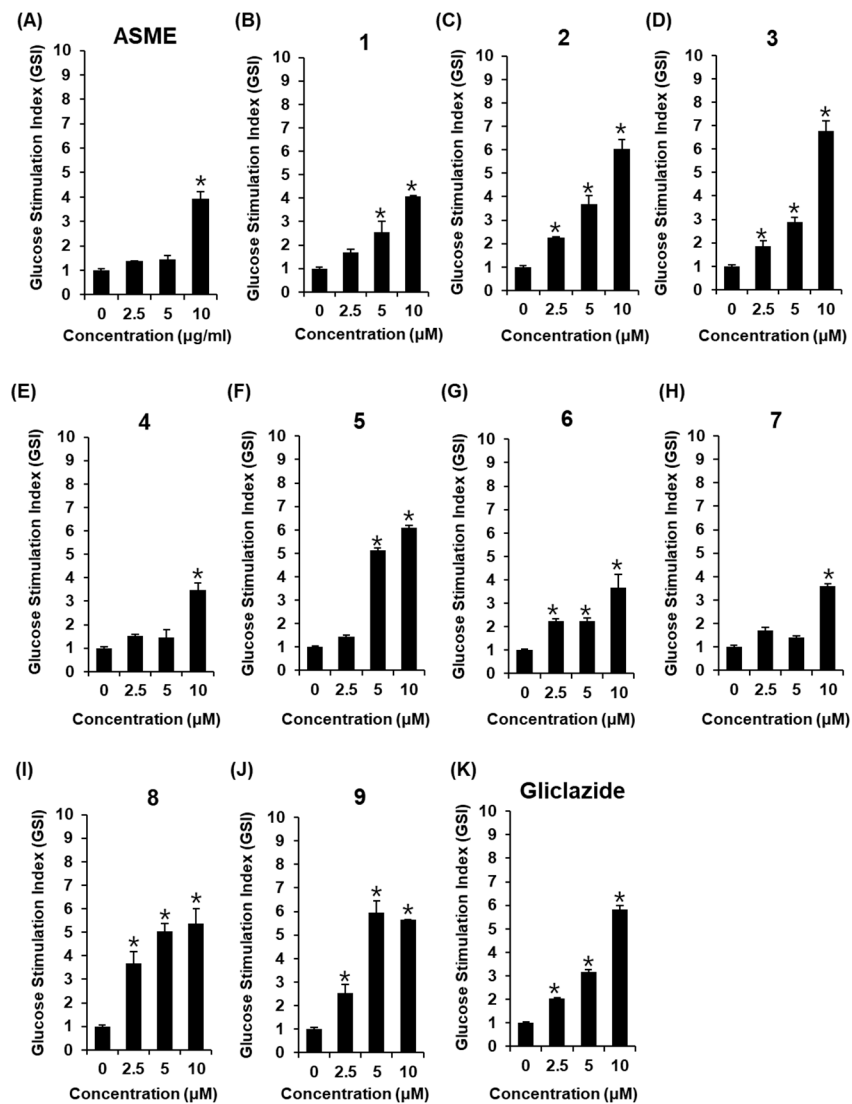 (A)
ASME
Glucose Stimulation Index (GSI)
10
9
8
7
6
5
4
3
2
1
0
*
0 2.5 5 10
Concentration (µg/ml)
(B)
1
Glucose Stimulation Index (GSI)
10
9
8
7
6
5
4
3
2
1
0
* *
0 2.5 5 10
Concentration (µM)
(C)
2
Glucose Stimulation Index (GSI)
10
9
8
7
6
5
4
3
2
1
0
* * *
0 2.5 5 10
Concentration (µM)
(D)
3
Glucose Stimulation Index (GSI)
10
9
8
7
6
5
4
3
2
1
0
* * *
0 2.5 5 10
Concentration (µM)
(E)
4
Glucose Stimulation Index (GSI)
10
9
8
7
6
5
4
3
2
1
0
*
0 2.5 5 10
Concentration (µM)
(F)
5
Glucose Stimulation Index (GSI)
10
9
8
7
6
5
4
3
2
1
0
* *
0 2.5 5 10
Concentration (µM)
(G)
6
Glucose Stimulation Index (GSI)
10
9
8
7
6
5
4
3
2
1
0
* * *
0 2.5 5 10
Concentration (µM)
(H)
7
Glucose Stimulation Index (GSI)
10
9
8
7
6
5
4
3
2
1
0
*
0 2.5 5 10
Concentration (µM)
(I)
8
Glucose Stimulation Index (GSI)
10
9
8
7
6
5
4
3
2
1
0
* * *
0 2.5 5 10
Concentration (µM)
(J)
9
Glucose Stimulation Index (GSI)
10
9
8
7
6
5
4
3
2
1
0
* * *
0 2.5 5 10
Concentration (µM)
(K)
Gliclazide
Glucose Stimulation Index (GSI)
10
9
8
7
6
5
4
3
2
1
0
* * *
0 2.5 5 10
Concentration (µM)